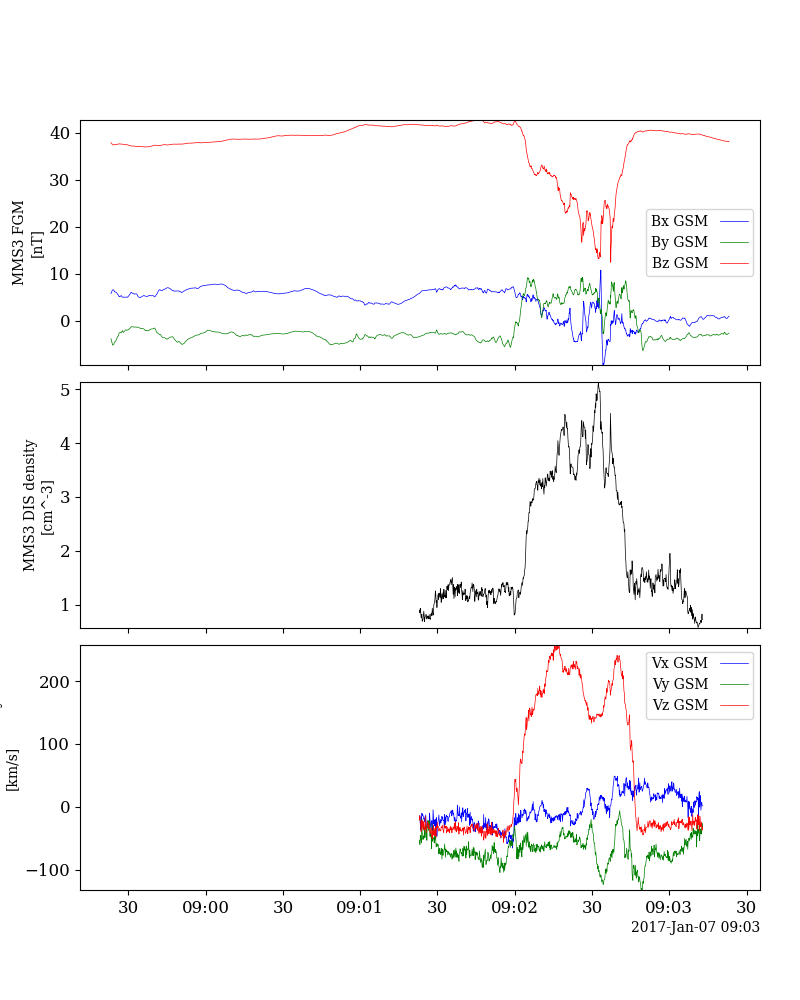 40
30
20
10
0
MMS3 FGM
[nT]
Bx GSM
By GSM
Bz GSM
5
4
3
2
1
MMS3 DIS density
[cm^-3]
200
100
0
−100
[km/s]
Vx GSM
Vy GSM
Vz GSM
30
09:00
30
09:01
30
09:02
30
09:03
30
2017-Jan-07 09:03